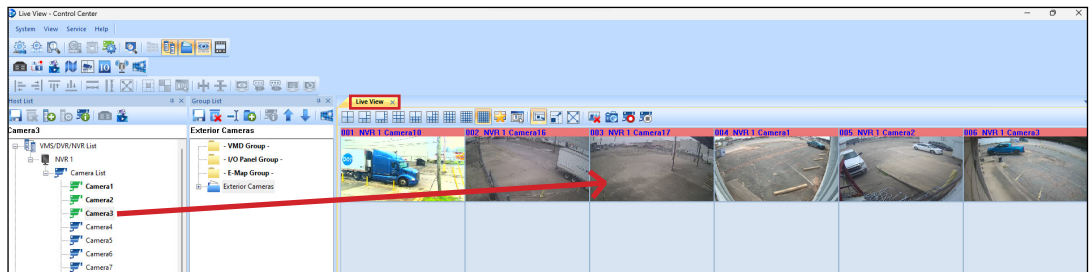 Live View - Control Center
System View Service Help
Host List
Group List
Live View
Camera3
Exterior Cameras
VMS/DVR/NVR List
NVR 1
Camera List
Camera1
Camera2
Camera3
Camera4
Camera5
Camera6
Camera7
- VMD Group -
- I/O Panel Group -
- E-Map Group -
Exterior Cameras
001 NVR 1 Camera10
002 NVR 1 Camera16
003 NVR 1 Camera17
004 NVR 1 Camera1
005 NVR 1 Camera2
006 NVR 1 Camera3